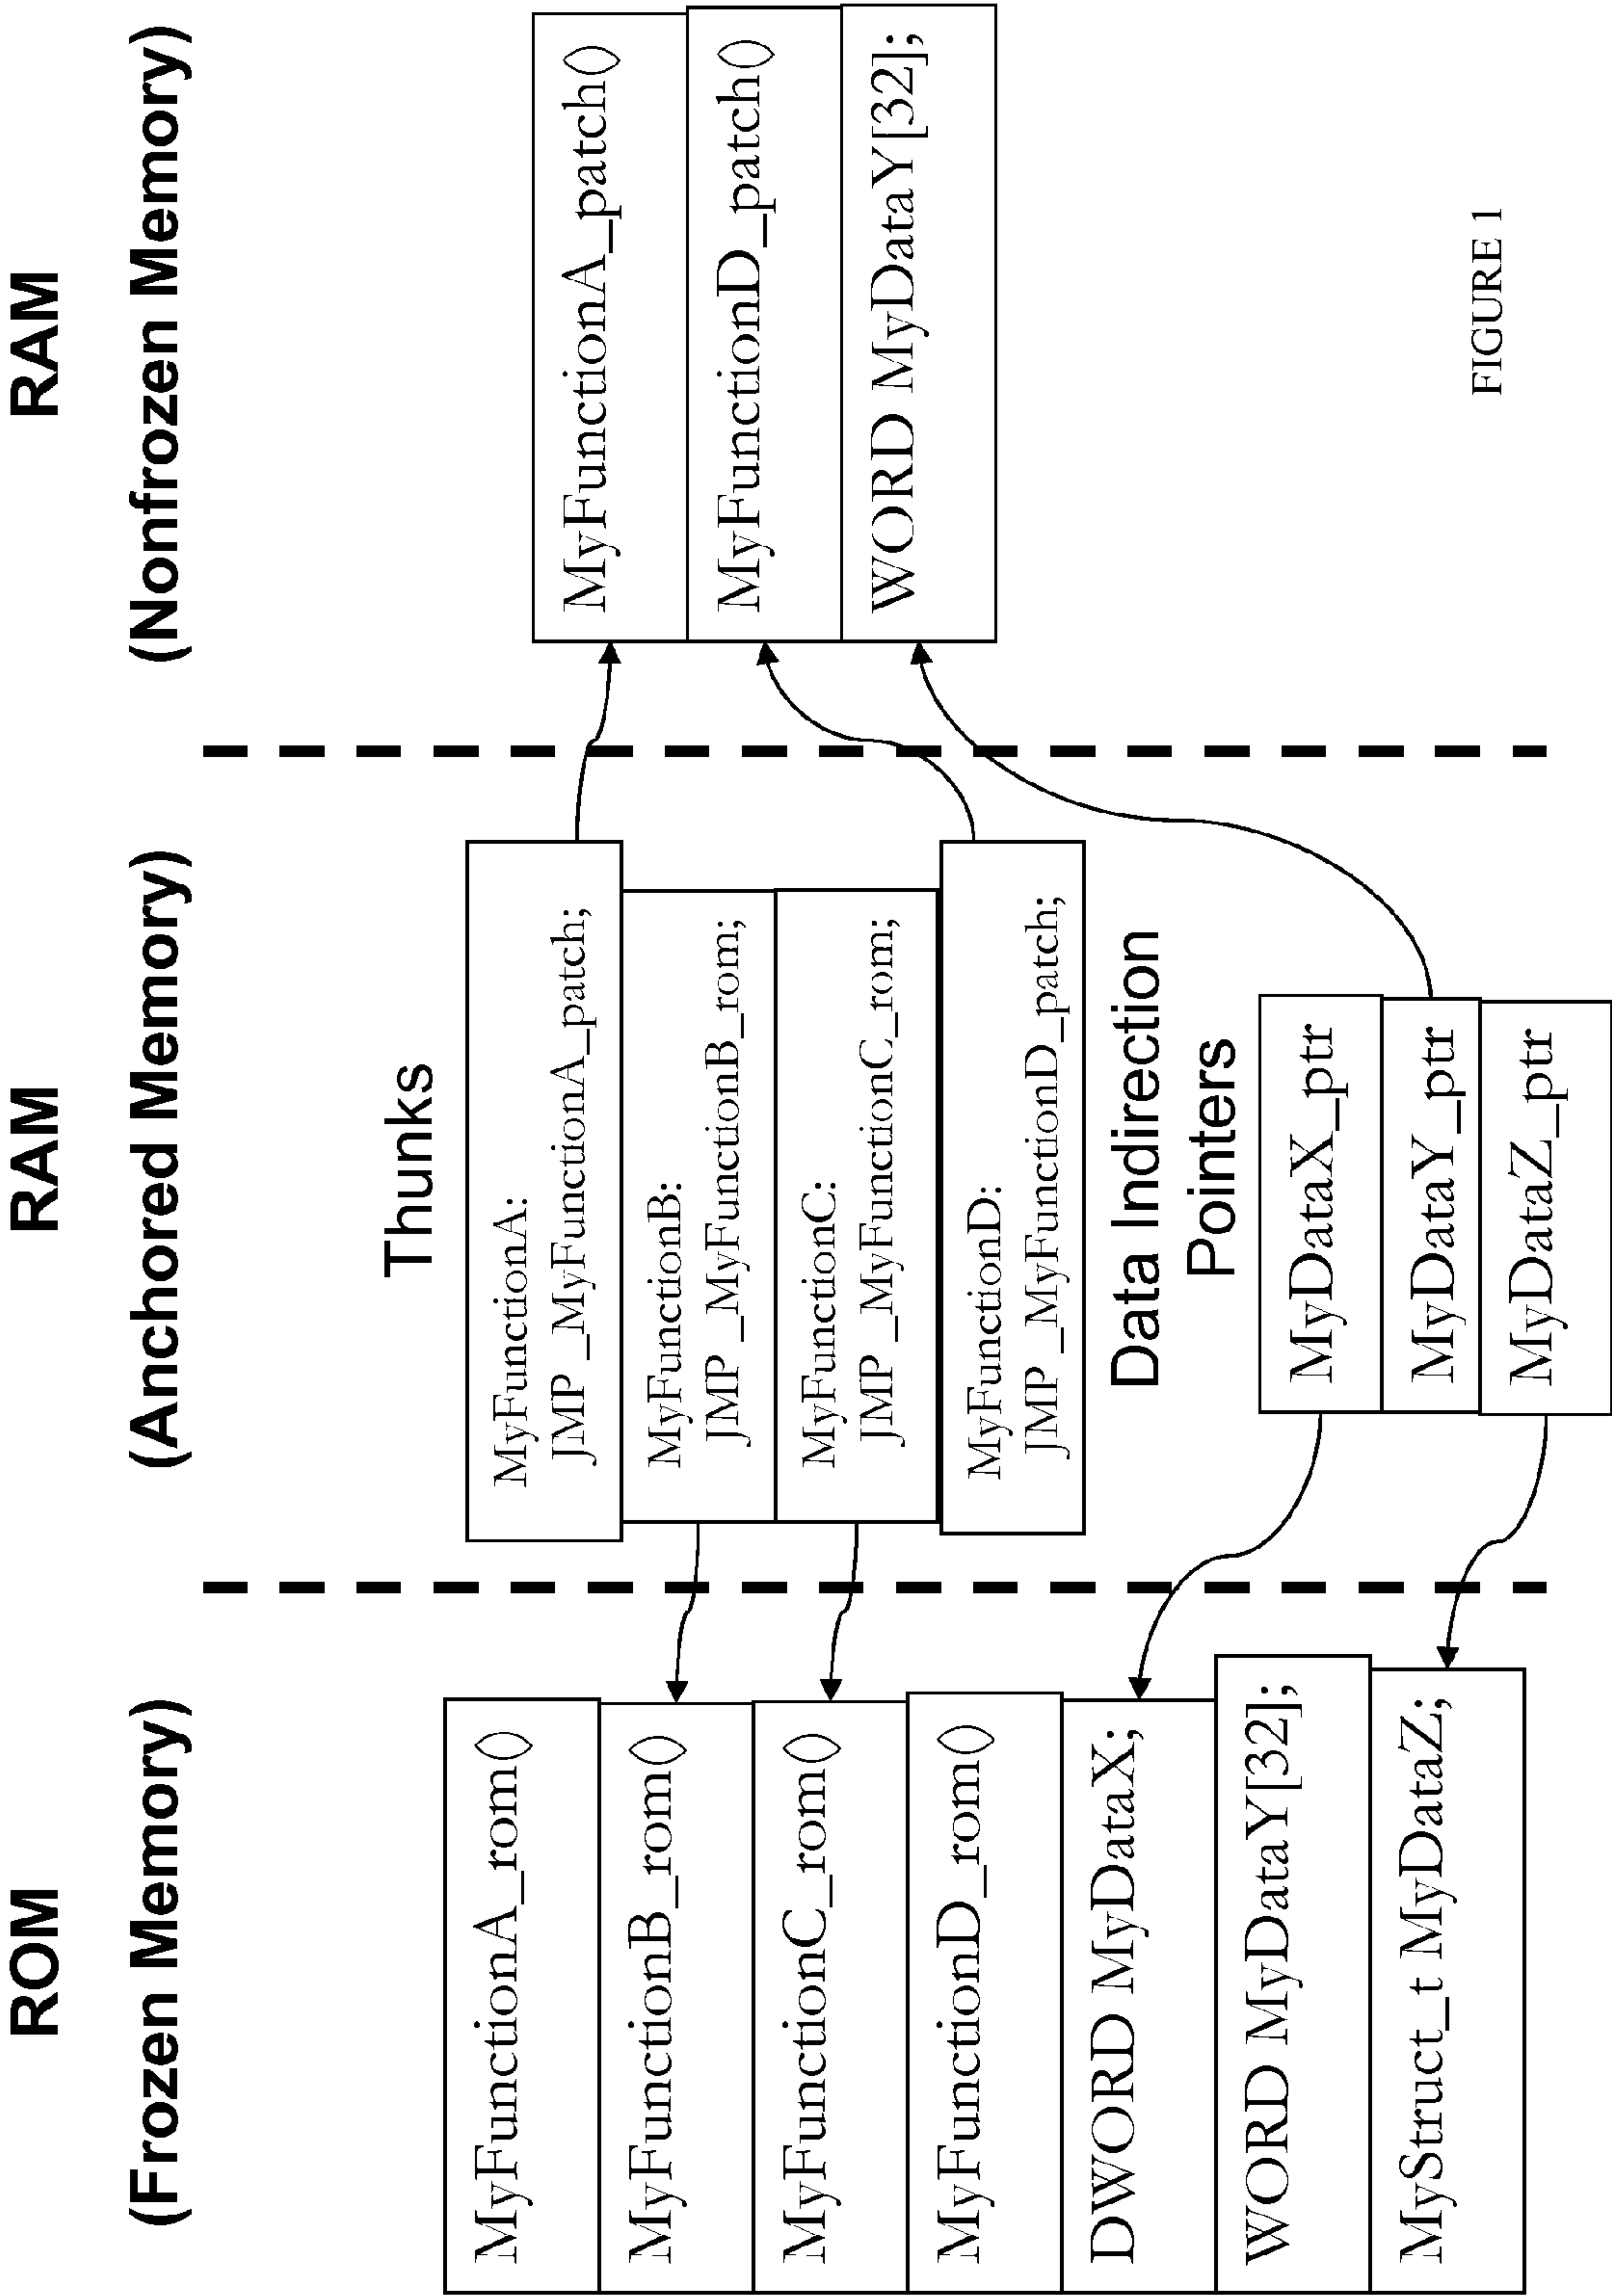 ROM
(Frozen Memory)
MyFunctionA_rom()
MyFunctionB_rom()
MyFunctionC_rom()
MyFunctionD_rom()
DWORD MyDataX;
WORD MyDataY[32];
MyStruct_t MyDataZ;
RAM
(Anchored Memory)
Thunks
MyFunctionA:
JMP _MyFunctionA_patch;
MyFunctionB:
JMP _MyFunctionB_rom;
MyFunctionC:
JMP _MyFunctionC_rom;
MyFunctionD:
JMP _MyFunctionD_patch;
Data Indirection
Pointers
MyDataX_ptr
MyDataY_ptr
MyDataZ_ptr
RAM
(Nonfrozen Memory)
MyFunctionA_patch()
MyFunctionD_patch()
WORD MyDataY[32];
FIGURE 1